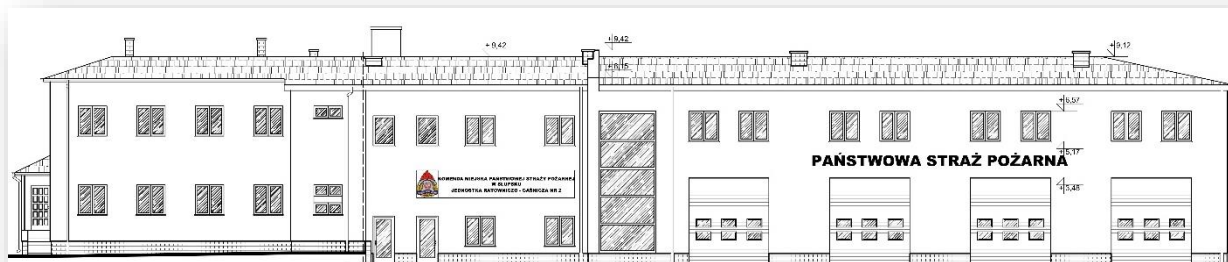 +9,42
+9,42
+8,15
+9,12
+6,57
+5,17
PAŃSTWOWA STRAŻ POŻARNA
KOMENDA MIEJSKA PAŃSTWOWEJ STRAŻY POŻARNEJ
W SŁUPSKU
JEDNOSTKA RATOWNICZO - GAŚNICZA NR 2
+3,48